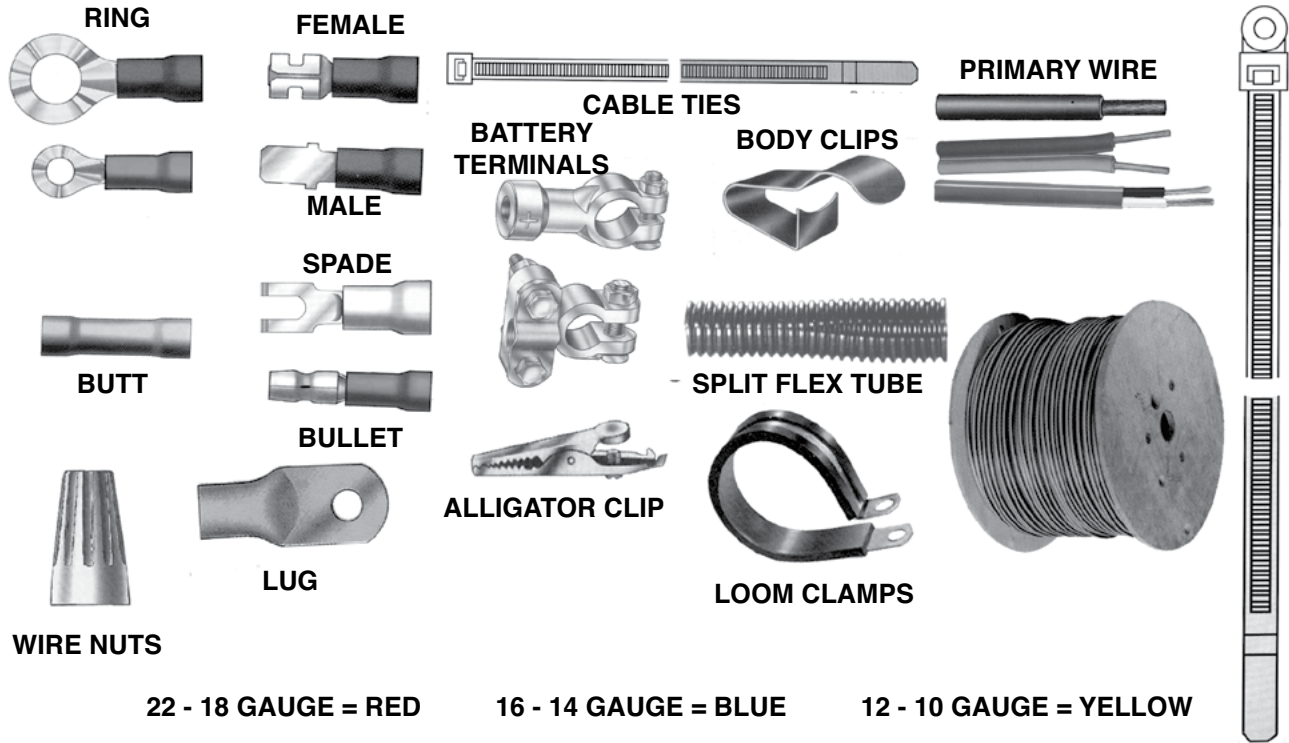 RING
FEMALE
CABLE TIES
PRIMARY WIRE
BATTERY
TERMINALS
BODY CLIPS
MALE
SPADE
BUTT
SPLIT FLEX TUBE
BULLET
ALLIGATOR CLIP
LUG
LOOM CLAMPS
WIRE NUTS
22 - 18 GAUGE = RED
16 - 14 GAUGE = BLUE
12 - 10 GAUGE = YELLOW